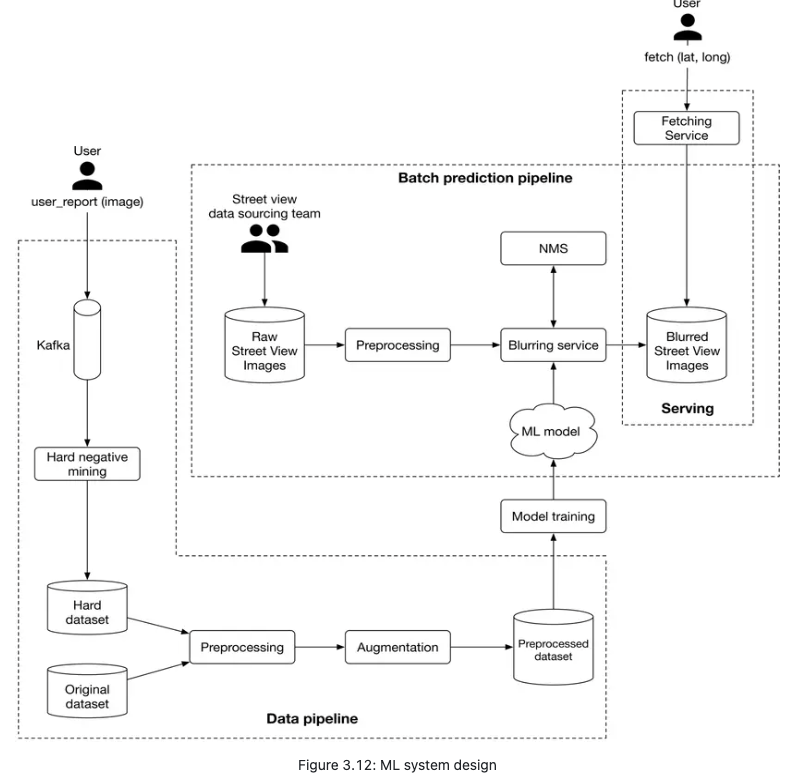 User
fetch (lat, long)
Fetching
Service
User
user_report (image)
Batch prediction pipeline
Street view
data sourcing team
NMS
Kafka
Raw
Street View
Images
Preprocessing
Blurring service
Blurred
Street View
Images
Serving
ML model
Hard negative
mining
Model training
Hard
dataset
Preprocessing
Augmentation
Preprocessed
dataset
Original
dataset
Data pipeline
Figure 3.12: ML system design